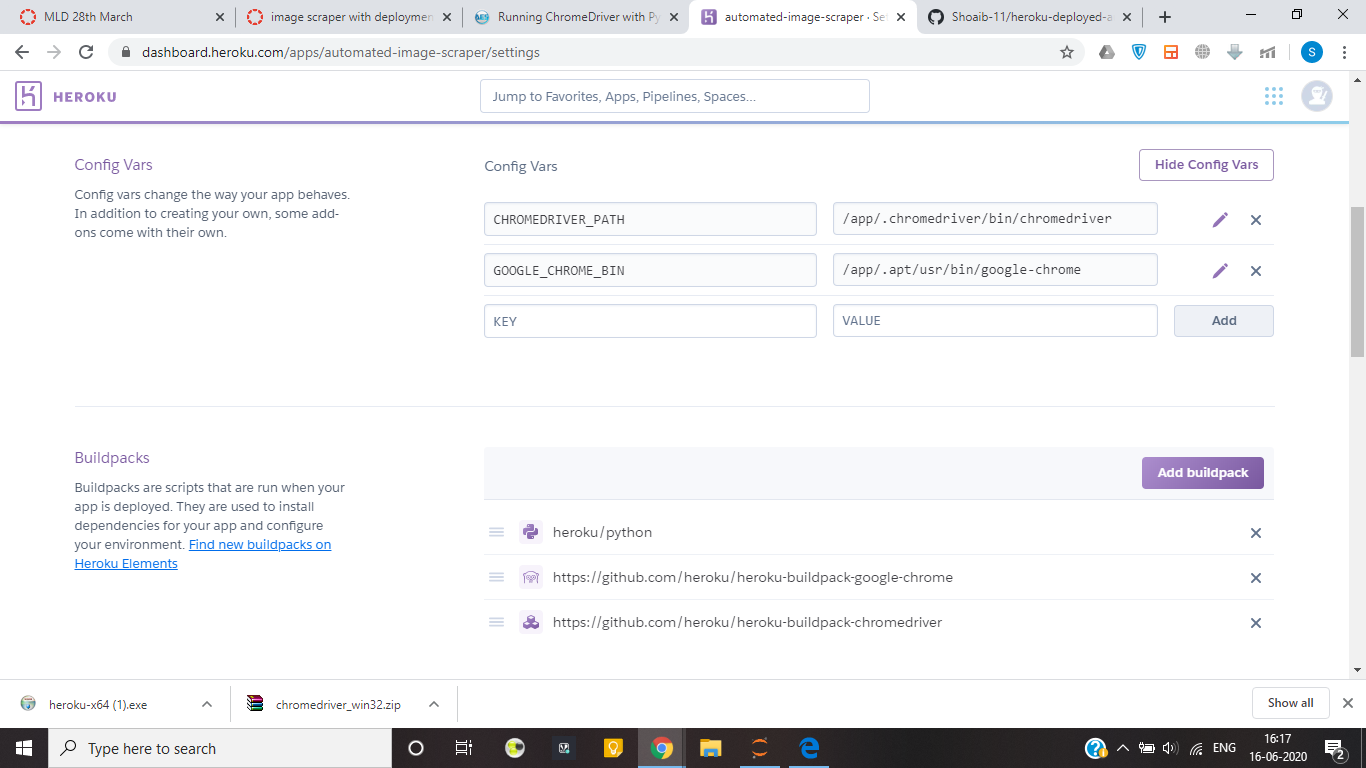 MLD 28th March
image scraper with deploymen
Running ChromeDriver with Py
automated-image-scraper · Se
Shoaib-11/heroku-deployed-a
dashboard.heroku.com/apps/automated-image-scraper/settings
S
HEROKU
Jump to Favorites, Apps, Pipelines, Spaces...
Config Vars
Config vars change the way your app behaves.
In addition to creating your own, some add-
ons come with their own.
Config Vars
Hide Config Vars
CHROMEDRIVER_PATH
/app/.chromedriver/bin/chromedriver
GOOGLE_CHROME_BIN
/app/.apt/usr/bin/google-chrome
KEY
VALUE
Add
Buildpacks
Buildpacks are scripts that are run when your
app is deployed. They are used to install
dependencies for your app and configure
your environment. Find new buildpacks on
Heroku Elements
Add buildpack
heroku/python
https://github.com/heroku/heroku-buildpack-google-chrome
https://github.com/heroku/heroku-buildpack-chromedriver
heroku-x64 (1).exe
chromedriver_win32.zip
Show all
Type here to search
ENG
16:17
16-06-2020
2